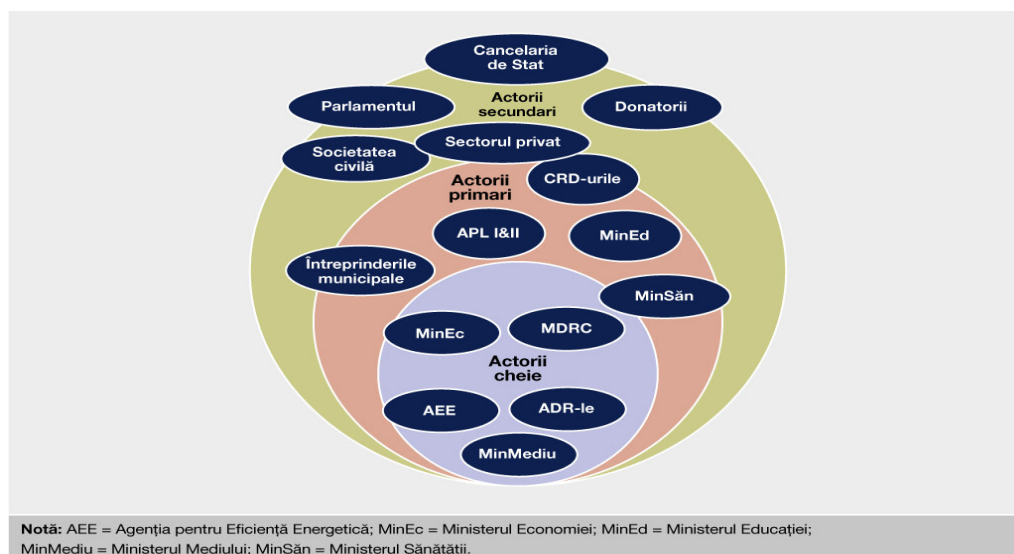 Cancelaria
de Stat
Parlamentul
Actorii
secundari
Donatorii
Sectorul privat
Societatea
civilă
Actorii
primari
CRD-urile
APL I&II
MinEd
Întreprinderile
municipale
MinSăn
MinEc
MDRC
Actorii
cheie
AEE
ADR-le
MinMediu
Notă: AEE = Agenția pentru Eficiență Energetică; MinEc = Ministerul Economiei; MinEd = Ministerul Educației;
MinMediu = Ministerul Mediului; MinSăn = Ministerul Sănătății.